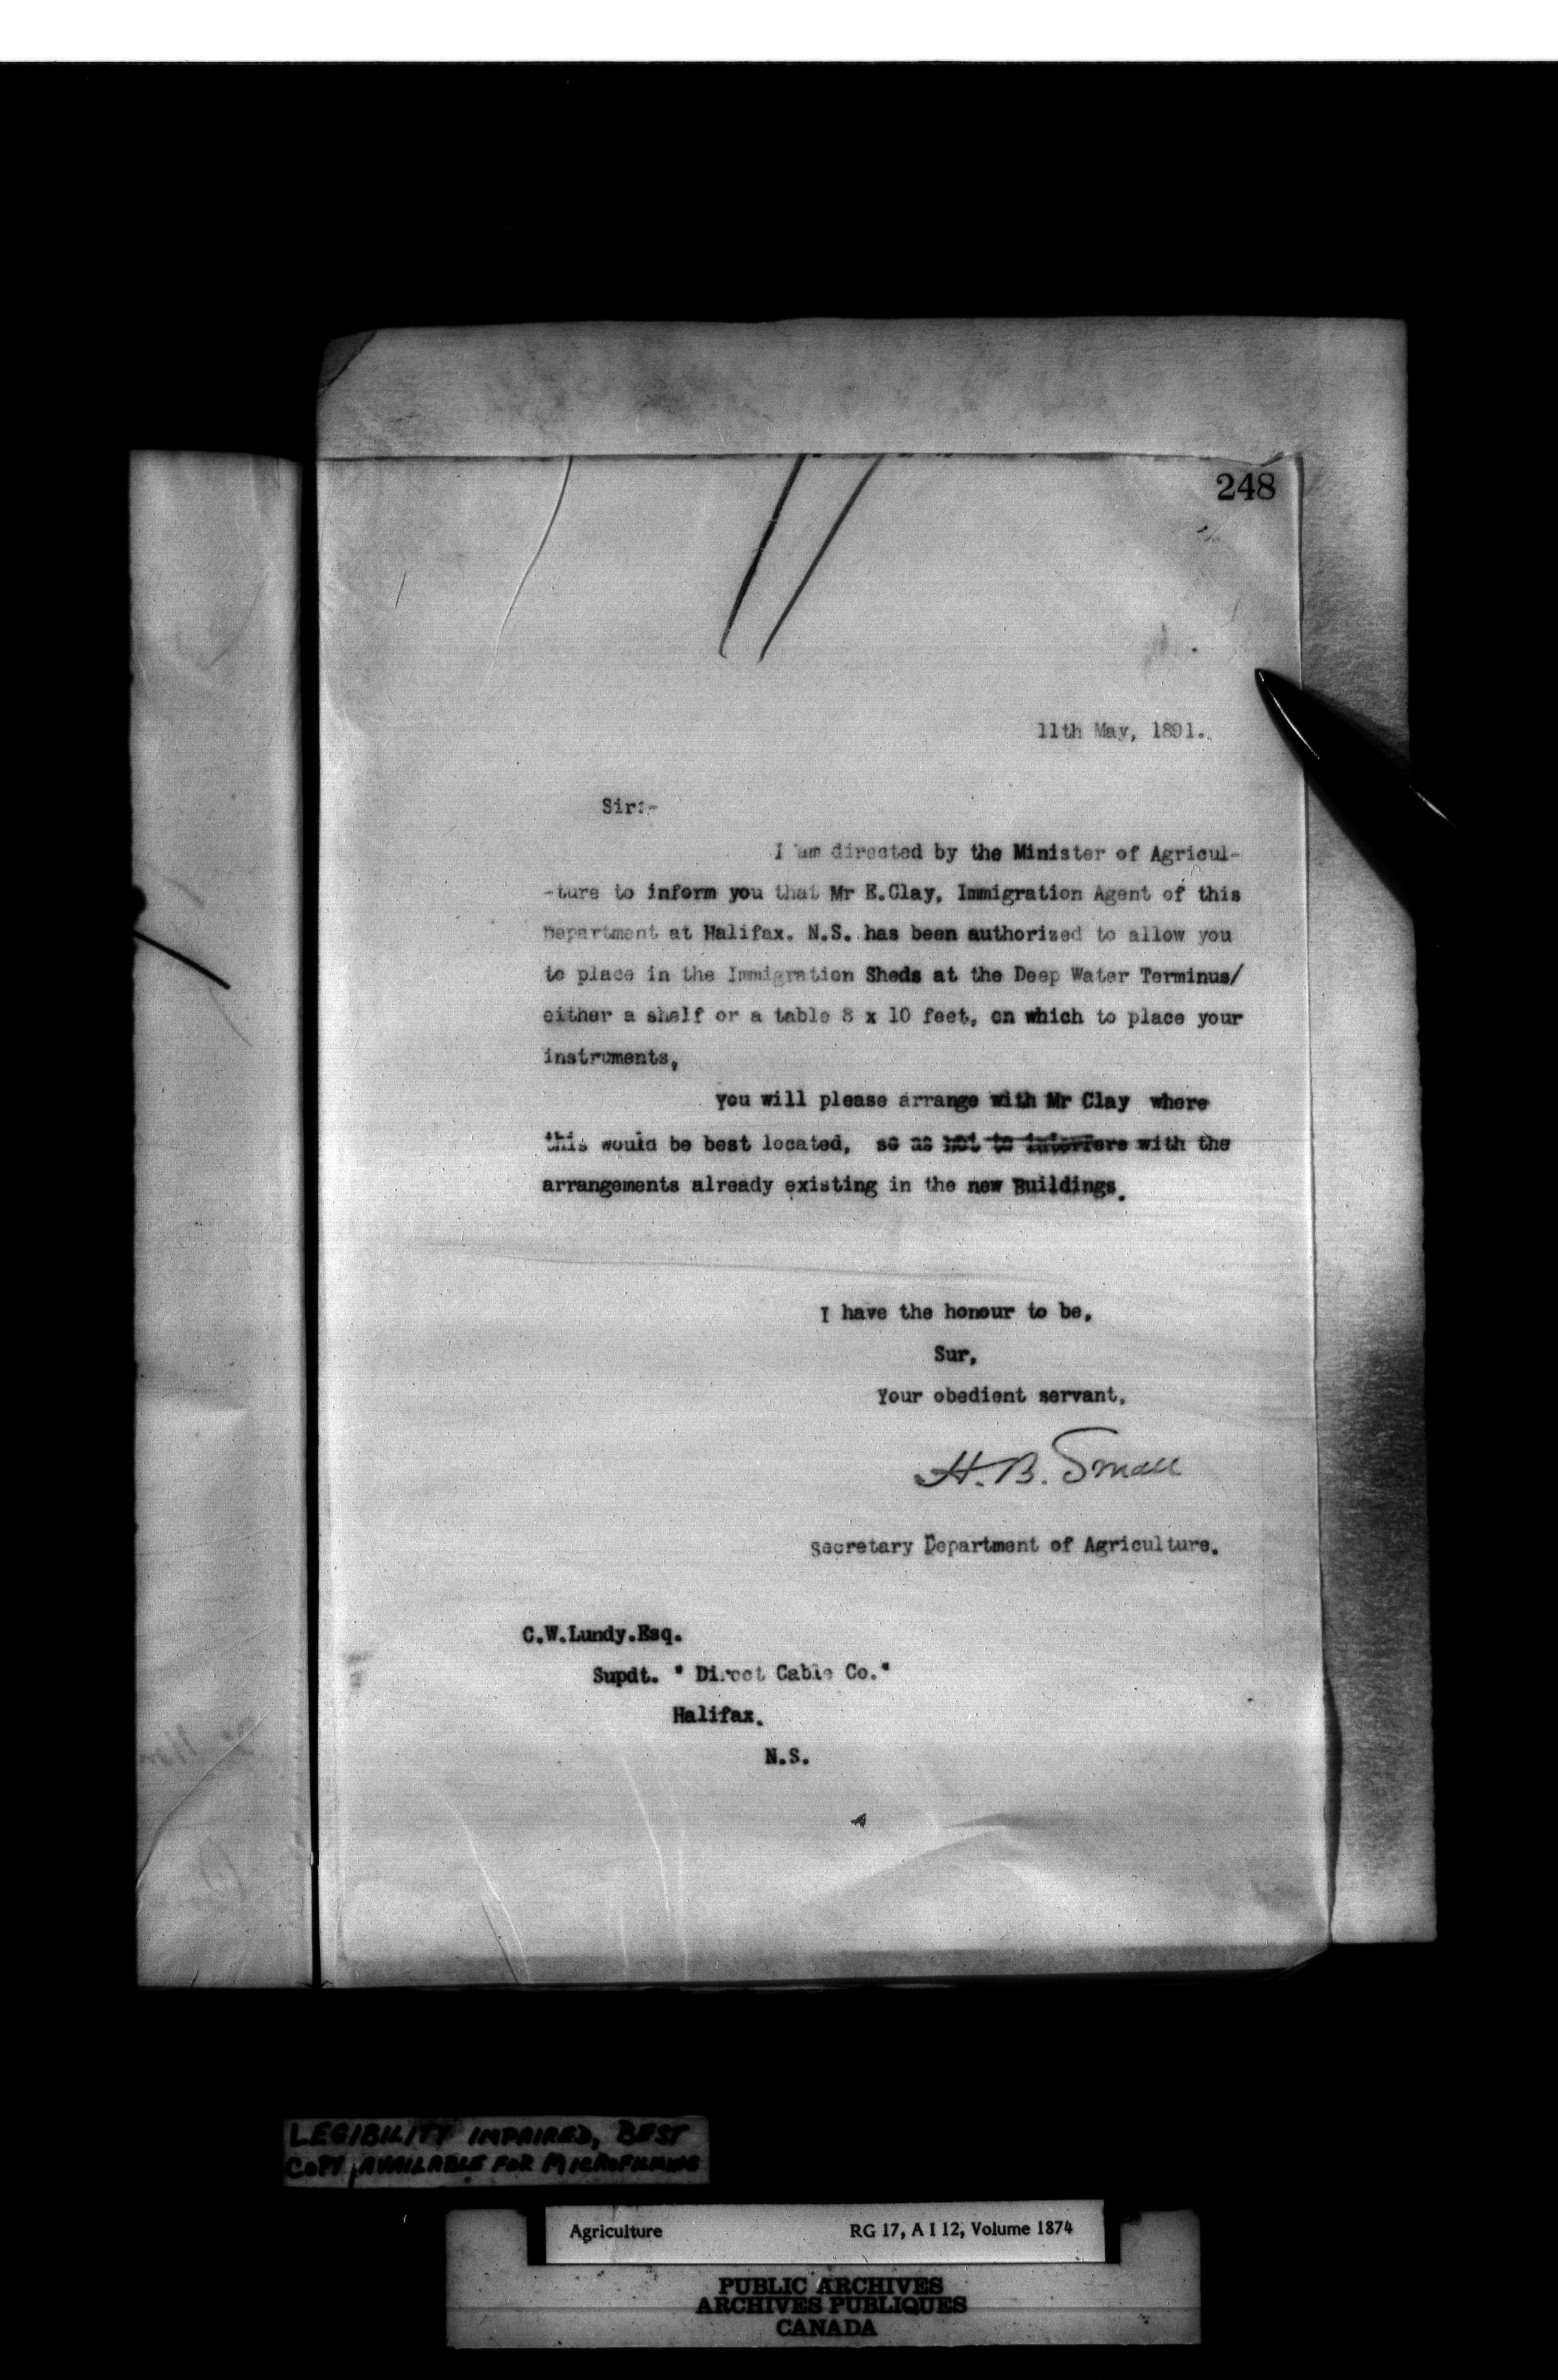 248
11th May, 1891.
Sir:-
I am directed by the Minister of Agricul-
-ture to inform you that Mr E.Clay, Immigration Agent of this
Department at Halifax. N.S. has been authorized to allow you
to place in the Immigration Sheds at the Deep Water Terminus/
either a shelf or a table 8 x 10 feet, on which to place your
instruments,
you will please arrange with Mr Clay where
this would be best located, so as not to interfere with the
arrangements already existing in the new Buildings.
I have the honour to be,
Sur,
Your obedient servant,
H. B. Small
Secretary Department of Agriculture.
C.W.Lundy.Esq.
Supdt. " Direct Cable Co."
Halifax.
N.S.
LEGIBILITY IMPAIRED, BEST
COPY AVAILABLE FOR MICROFILMING
Agriculture RG 17, A I 12, Volume 1874
PUBLIC ARCHIVES
ARCHIVES PUBLIQUES
CANADA